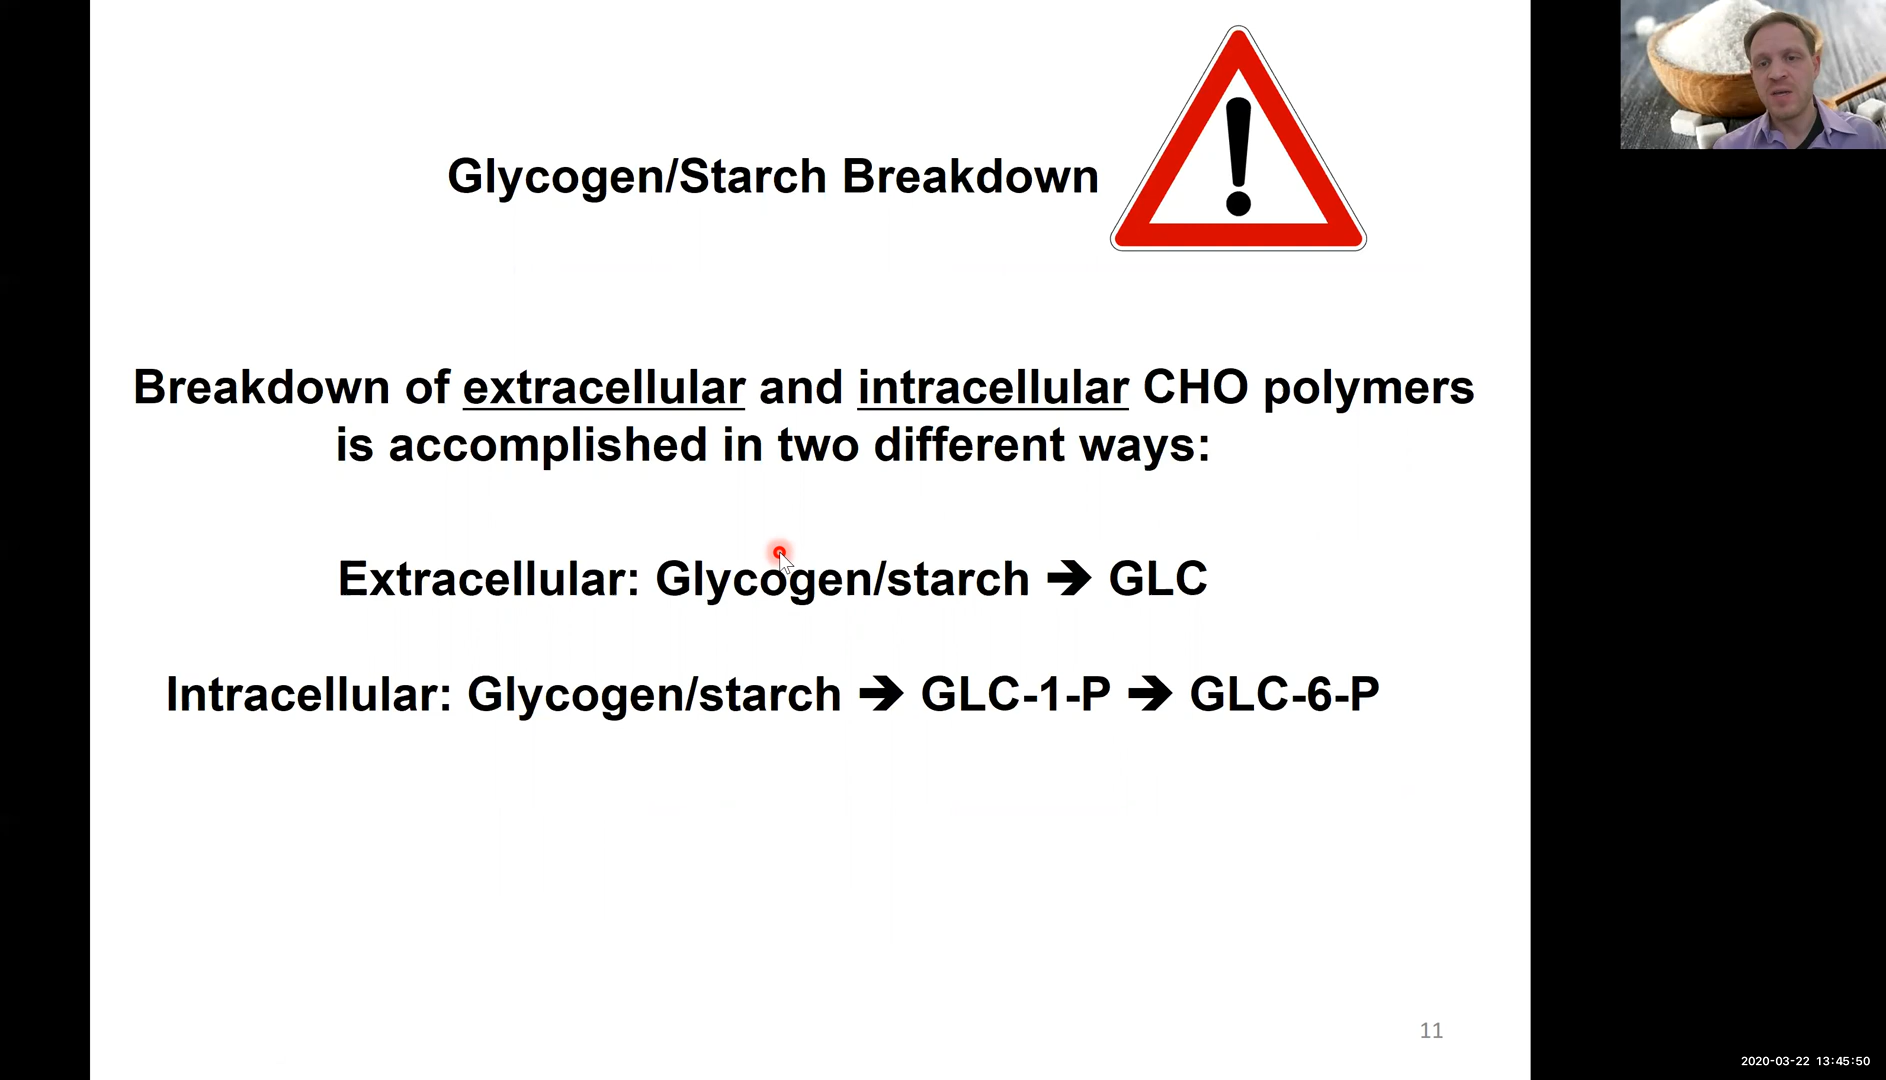 Glycogen/Starch Breakdown
Breakdown of extracellular and intracellular CHO polymers
is accomplished in two different ways:
Extracellular: Glycogen/starch ➔ GLC
Intracellular: Glycogen/starch ➔ GLC-1-P ➔ GLC-6-P
11
2020-03-22 13:45:50